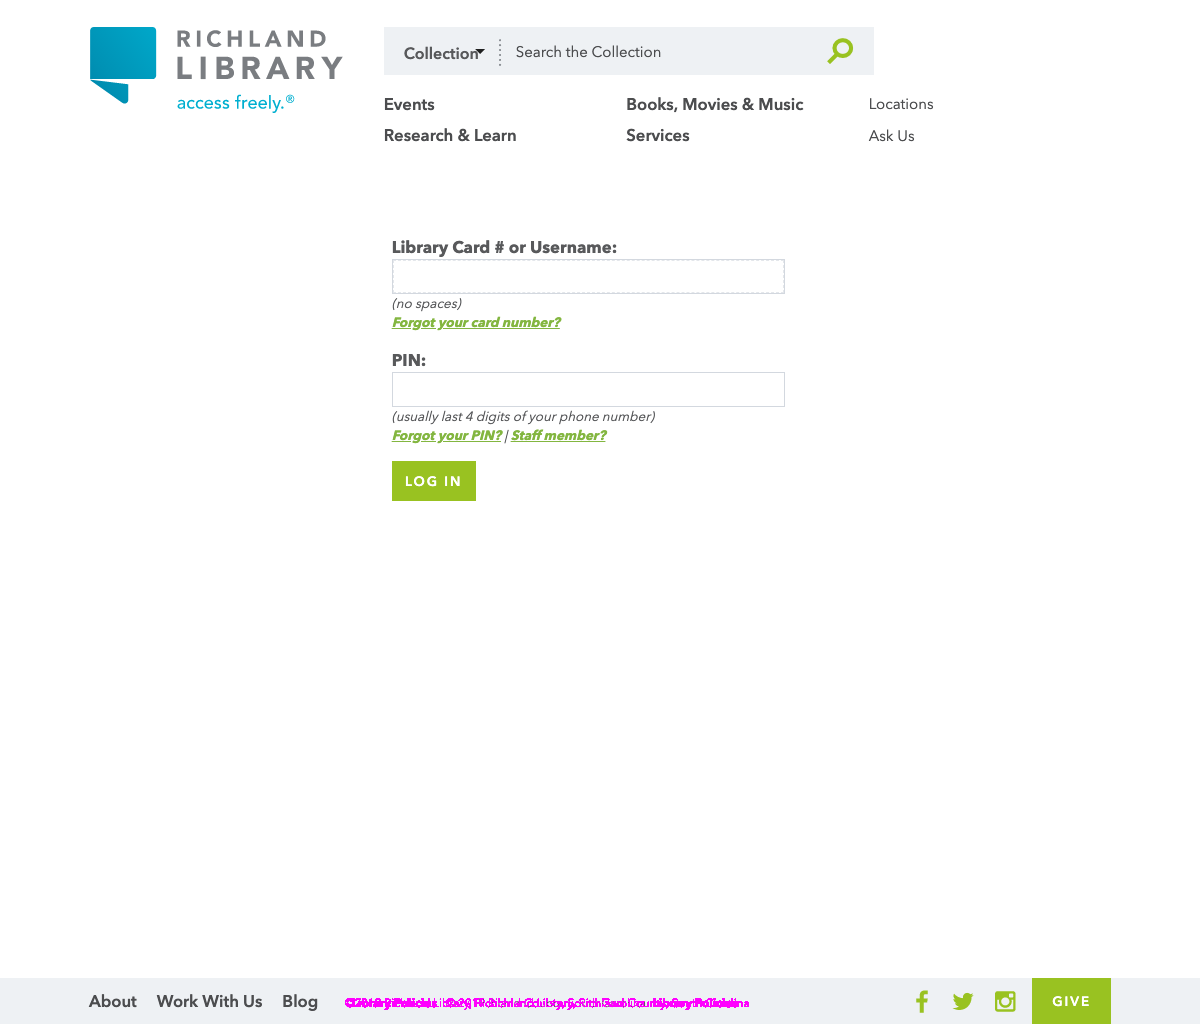 RICHLAND
LIBRARY
access freely.®
Collection
Search the Collection
Events
Books, Movies & Music
Locations
Research & Learn
Services
Ask Us
Library Card # or Username:
(no spaces)
Forgot your card number?
PIN:
(usually last 4 digits of your phone number)
Forgot your PIN? | Staff member?
LOG IN
About
Work With Us
Blog
GIVE